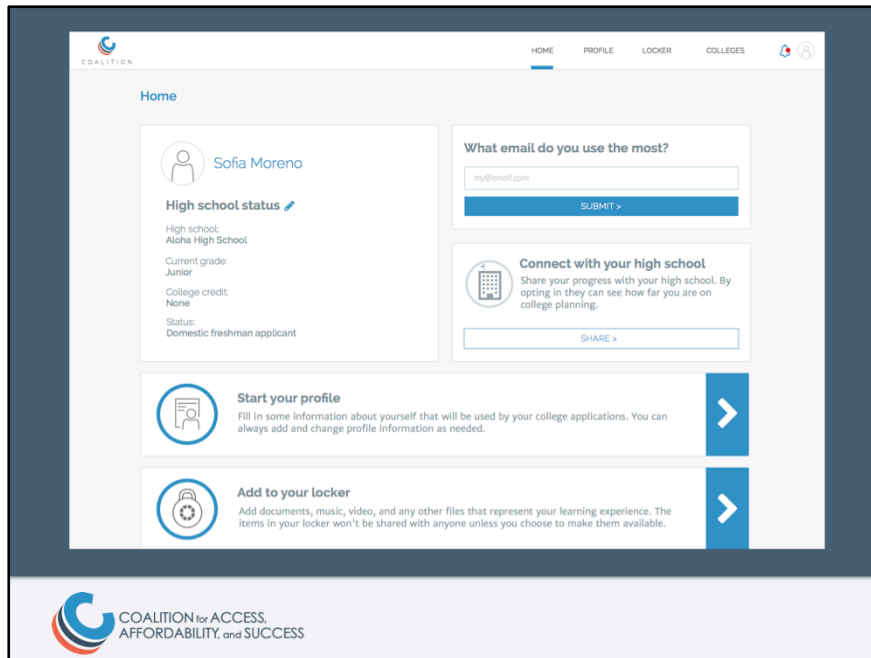 COALITION
HOME PROFILE LOCKER COLLEGES
Home
Sofia Moreno
High school status
High school:
Aloha High School
Current grade:
Junior
College credit:
None
Status:
Domestic freshman applicant
What email do you use the most?
my@email.com
SUBMIT >
Connect with your high school
Share your progress with your high school. By
opting in they can see how far you are on
college planning.
SHARE >
Start your profile
Fill in some information about yourself that will be used by your college applications. You can
always add and change profile information as needed.
Add to your locker
Add documents, music, video, and any other files that represent your learning experience. The
items in your locker won't be shared with anyone unless you choose to make them available.
COALITION for ACCESS,
AFFORDABILITY, and SUCCESS